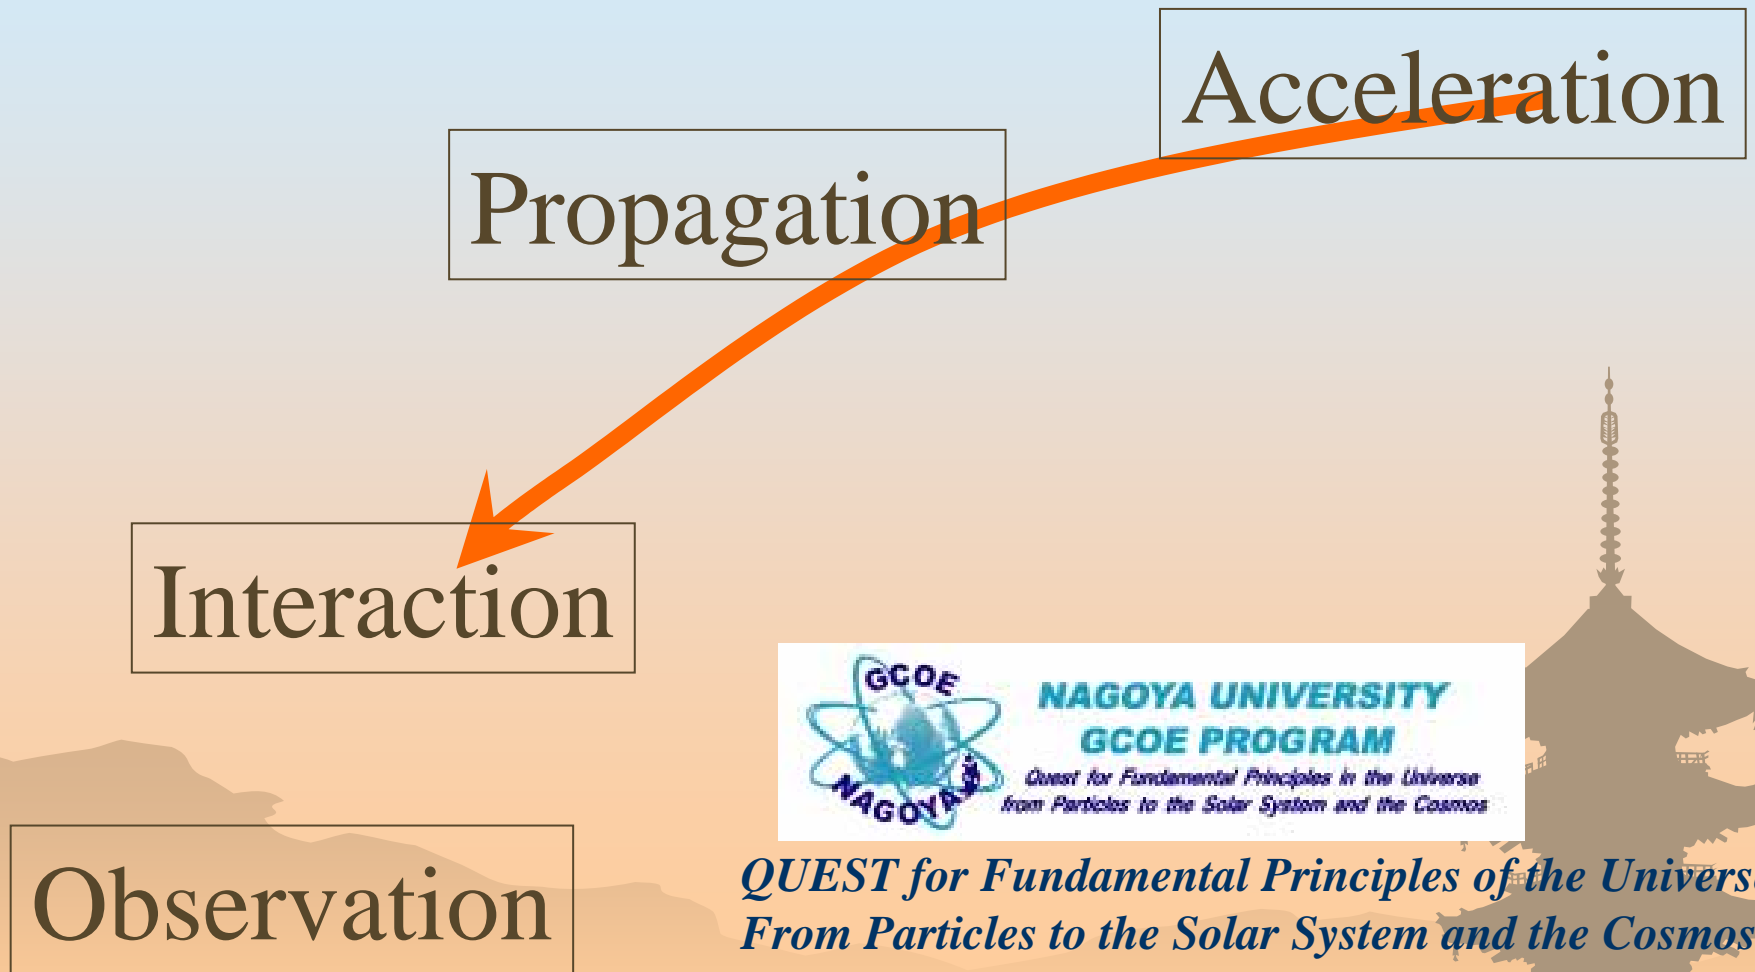 Acceleration
Propagation
Interaction
GCOE
NAGOYA
NAGOYA UNIVERSITY
GCOE PROGRAM
Quest for Fundamental Principles in the Universe
from Particles to the Solar System and the Cosmos
Observation
QUEST for Fundamental Principles of the Univers
From Particles to the Solar System and the Cosmos